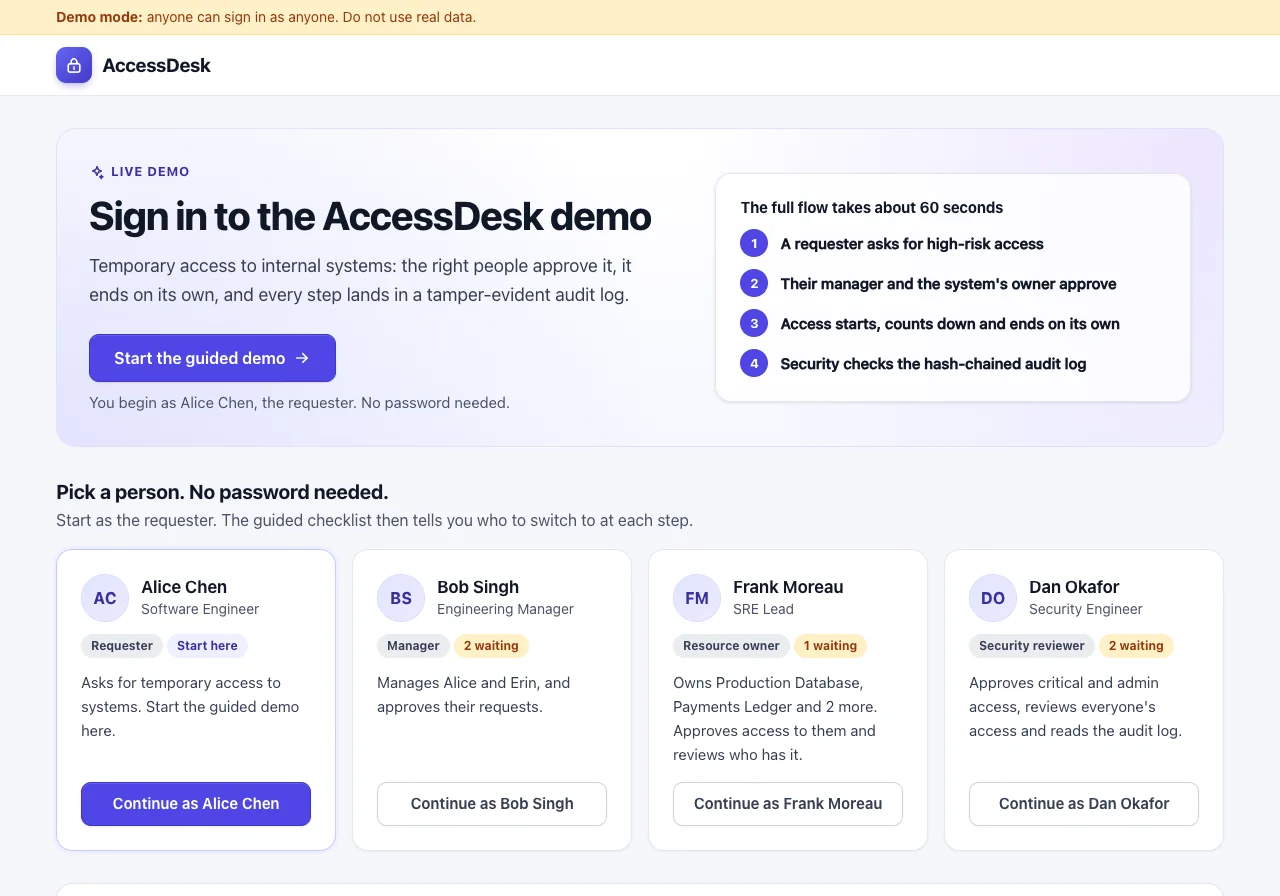 Demo mode: anyone can sign in as anyone. Do not use real data.
AccessDesk
LIVE DEMO
Sign in to the AccessDesk demo
Temporary access to internal systems: the right people approve it, it
ends on its own, and every step lands in a tamper-evident audit log.
Start the guided demo →
You begin as Alice Chen, the requester. No password needed.
The full flow takes about 60 seconds
1 A requester asks for high-risk access
2 Their manager and the system's owner approve
3 Access starts, counts down and ends on its own
4 Security checks the hash-chained audit log
Pick a person. No password needed.
Start as the requester. The guided checklist then tells you who to switch to at each step.
AC
Alice Chen
Software Engineer
Requester
Start here
Asks for temporary access to
systems. Start the guided demo
here.
Continue as Alice Chen
BS
Bob Singh
Engineering Manager
Manager
2 waiting
Manages Alice and Erin, and
approves their requests.
Continue as Bob Singh
FM
Frank Moreau
SRE Lead
Resource owner
1 waiting
Owns Production Database,
Payments Ledger and 2 more.
Approves access to them and
reviews who has it.
Continue as Frank Moreau
DO
Dan Okafor
Security Engineer
Security reviewer
2 waiting
Approves critical and admin
access, reviews everyone's
access and reads the audit log.
Continue as Dan Okafor